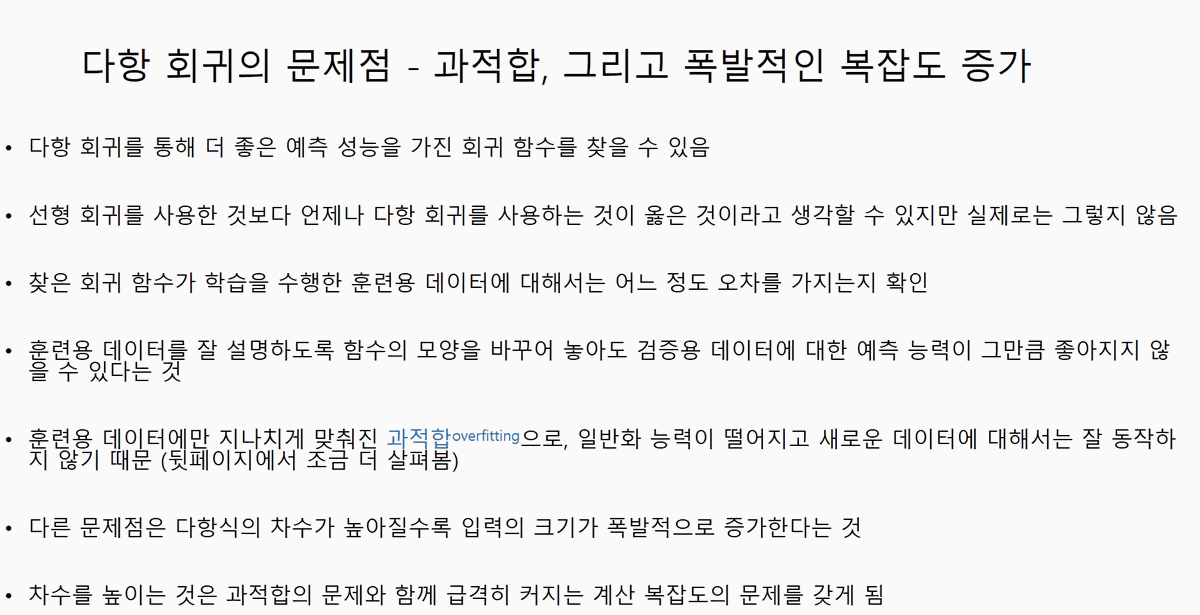 다항 회귀의 문제점 - 과적합, 그리고 폭발적인 복잡도 증가
• 다항 회귀를 통해 더 좋은 예측 성능을 가진 회귀 함수를 찾을 수 있음
• 선형 회귀를 사용한 것보다 언제나 다항 회귀를 사용하는 것이 옳은 것이라고 생각할 수 있지만 실제로는 그렇지 않음
• 찾은 회귀 함수가 학습을 수행한 훈련용 데이터에 대해서는 어느 정도 오차를 가지는지 확인
• 훈련용 데이터를 잘 설명하도록 함수의 모양을 바꾸어 놓아도 검증용 데이터에 대한 예측 능력이 그만큼 좋아지지 않
을 수 있다는 것
• 훈련용 데이터에만 지나치게 맞춰진 과적합overfitting으로, 일반화 능력이 떨어지고 새로운 데이터에 대해서는 잘 동작하
지 않기 때문 (뒷페이지에서 조금 더 살펴봄)
• 다른 문제점은 다항식의 차수가 높아질수록 입력의 크기가 폭발적으로 증가한다는 것
• 차수를 높이는 것은 과적합의 문제와 함께 급격히 커지는 계산 복잡도의 문제를 갖게 됨